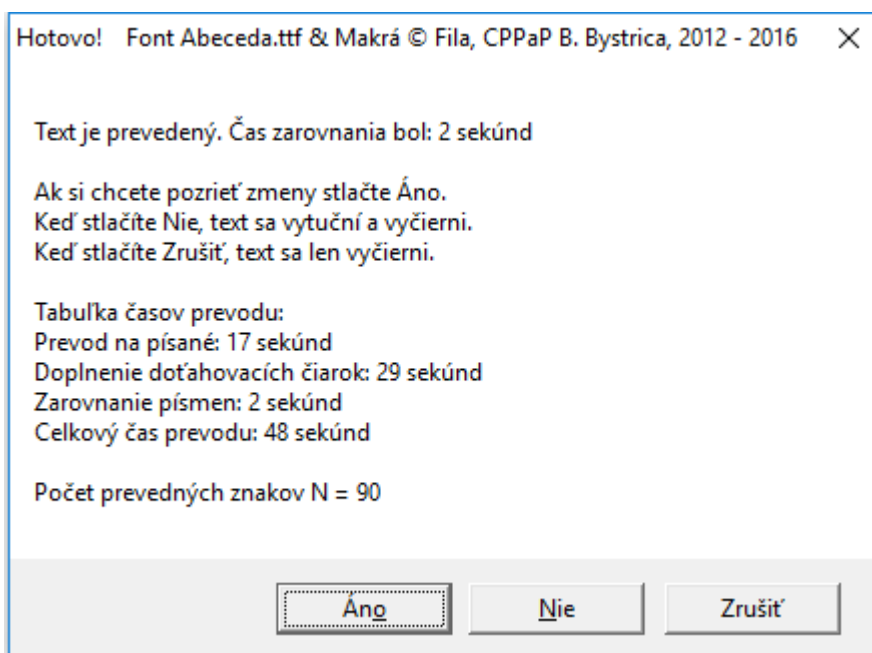 Hotovo! Font Abeceda.ttf & Makrá © Fila, CPPaP B. Bystrica, 2012 - 2016
Text je prevedený. Čas zarovnania bol: 2 sekúnd
Ak si chcete pozrieť zmeny stlačte Áno.
Keď stlačíte Nie, text sa vytuční a vyčierni.
Keď stlačíte Zrušiť, text sa len vyčierni.
Tabuľka časov prevodu:
Prevod na písané: 17 sekúnd
Doplnenie doťahovacích čiarok: 29 sekúnd
Zarovnanie písmen: 2 sekúnd
Celkový čas prevodu: 48 sekúnd
Počet prevedných znakov N = 90
Áno Nie Zrušiť